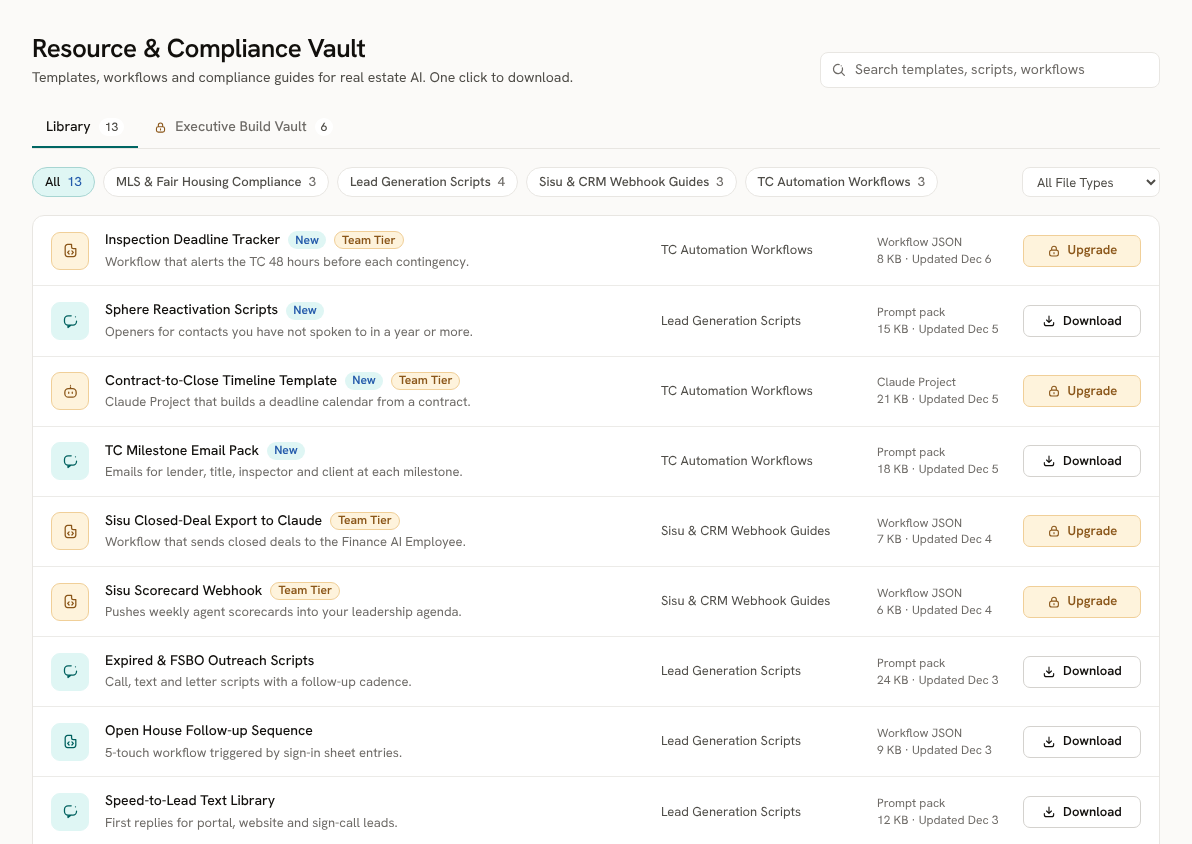 Resource & Compliance Vault
Templates, workflows and compliance guides for real estate AI. One click to download.
Search templates, scripts, workflows
Library 13 Executive Build Vault 6
All 13 MLS & Fair Housing Compliance 3 Lead Generation Scripts 4 Sisu & CRM Webhook Guides 3 TC Automation Workflows 3 All File Types
Inspection Deadline Tracker New Team Tier
Workflow that alerts the TC 48 hours before each contingency.
TC Automation Workflows
Workflow JSON
8 KB · Updated Dec 6
Upgrade
Sphere Reactivation Scripts New
Openers for contacts you have not spoken to in a year or more.
Lead Generation Scripts
Prompt pack
15 KB · Updated Dec 5
Download
Contract-to-Close Timeline Template New Team Tier
Claude Project that builds a deadline calendar from a contract.
TC Automation Workflows
Claude Project
21 KB · Updated Dec 5
Upgrade
TC Milestone Email Pack New
Emails for lender, title, inspector and client at each milestone.
TC Automation Workflows
Prompt pack
18 KB · Updated Dec 5
Download
Sisu Closed-Deal Export to Claude Team Tier
Workflow that sends closed deals to the Finance AI Employee.
Sisu & CRM Webhook Guides
Workflow JSON
7 KB · Updated Dec 4
Upgrade
Sisu Scorecard Webhook Team Tier
Pushes weekly agent scorecards into your leadership agenda.
Sisu & CRM Webhook Guides
Workflow JSON
6 KB · Updated Dec 4
Upgrade
Expired & FSBO Outreach Scripts
Call, text and letter scripts with a follow-up cadence.
Lead Generation Scripts
Prompt pack
24 KB · Updated Dec 3
Download
Open House Follow-up Sequence
5-touch workflow triggered by sign-in sheet entries.
Lead Generation Scripts
Workflow JSON
9 KB · Updated Dec 3
Download
Speed-to-Lead Text Library
First replies for portal, website and sign-call leads.
Lead Generation Scripts
Prompt pack
12 KB · Updated Dec 3
Download